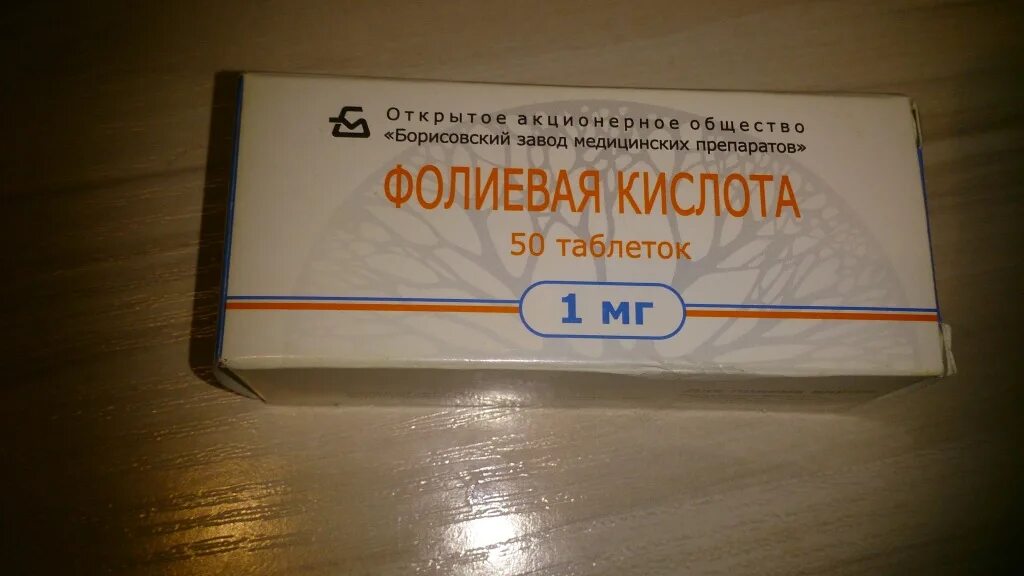 Открытое акционерное общество
«Борисовский завод медицинских препаратов»
ФОЛИЕВАЯ КИСЛОТА
50 таблеток
1 мг